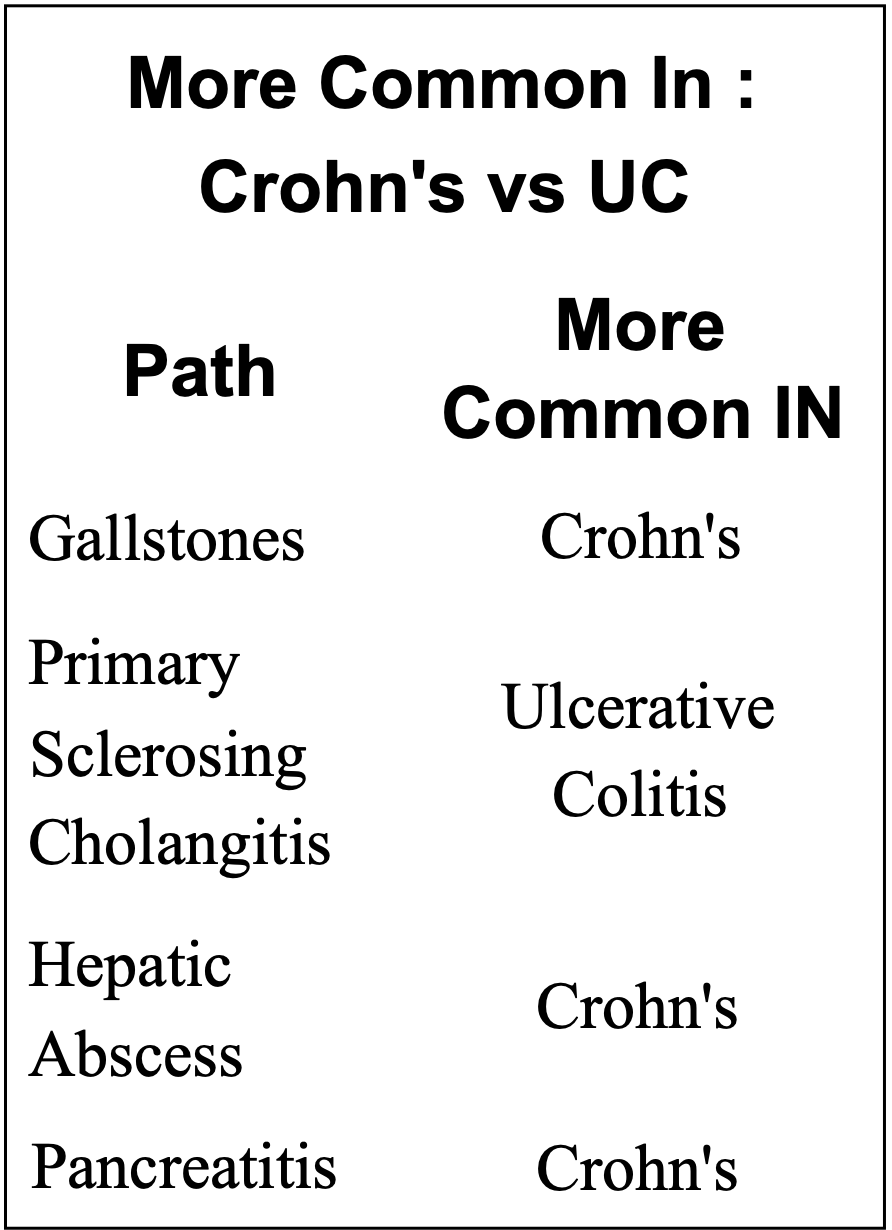 More Common In :
Crohn's vs UC
Path
More
Common IN
Gallstones
Crohn's
Primary
Sclerosing
Cholangitis
Ulcerative
Colitis
Hepatic
Abscess
Crohn's
Pancreatitis
Crohn's